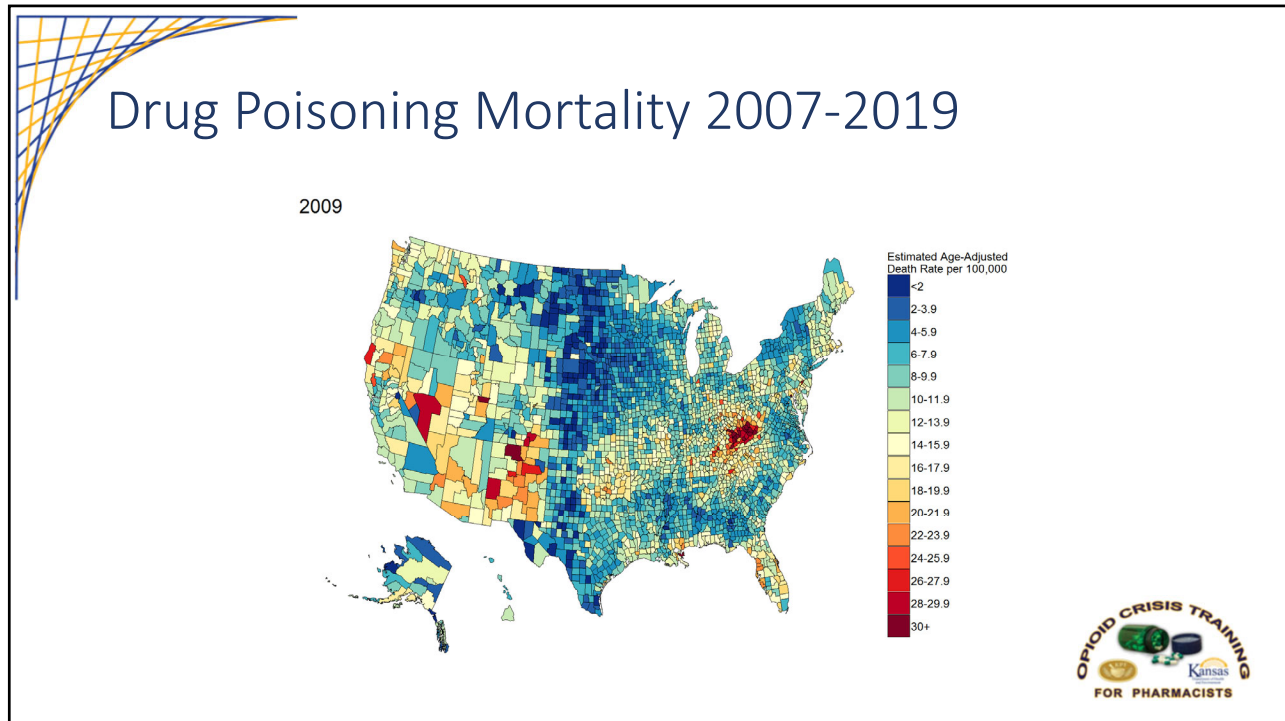 Drug Poisoning Mortality 2007-2019
2009
Estimated Age-Adjusted
Death Rate per 100,000
<2
2-3.9
4-5.9
6-7.9
8-9.9
10-11.9
12-13.9
14-15.9
16-17.9
18-19.9
20-21.9
22-23.9
24-25.9
26-27.9
28-29.9
30+
OPIOID CRISIS TRAINING
Kansas
FOR PHARMACISTS